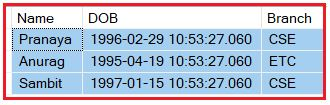 Name DOB Branch
Pranaya 1996-02-29 10:53:27.060 CSE
Anurag 1995-04-19 10:53:27.060 ETC
Sambit 1997-01-15 10:53:27.060 CSE